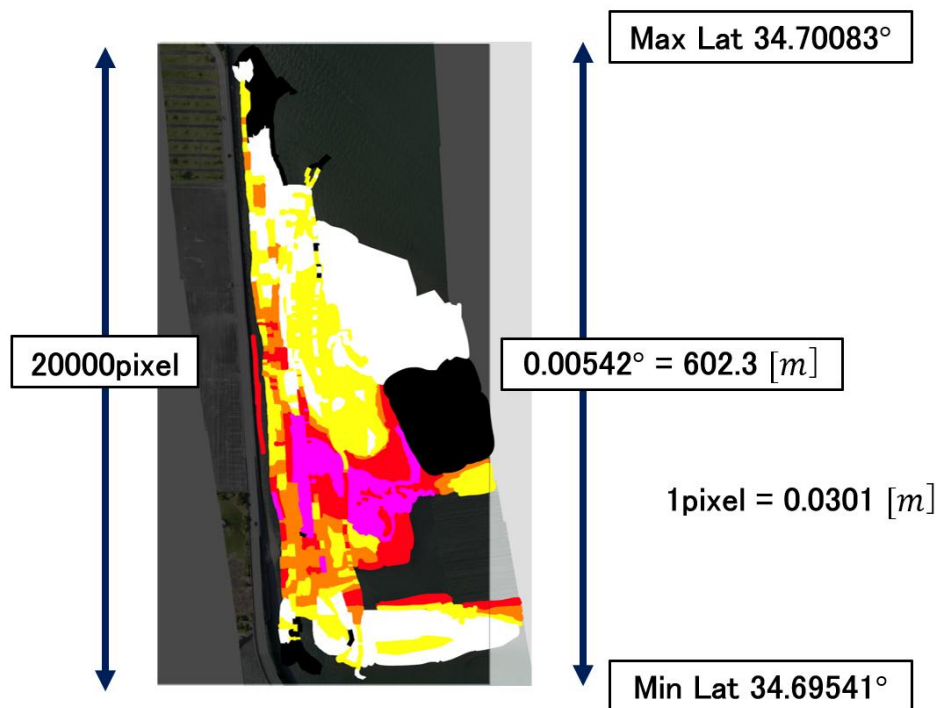 Max Lat 34.70083°
20000pixel
0.00542° = 602.3 [m]
1pixel = 0.0301 [m]
Min Lat 34.69541°